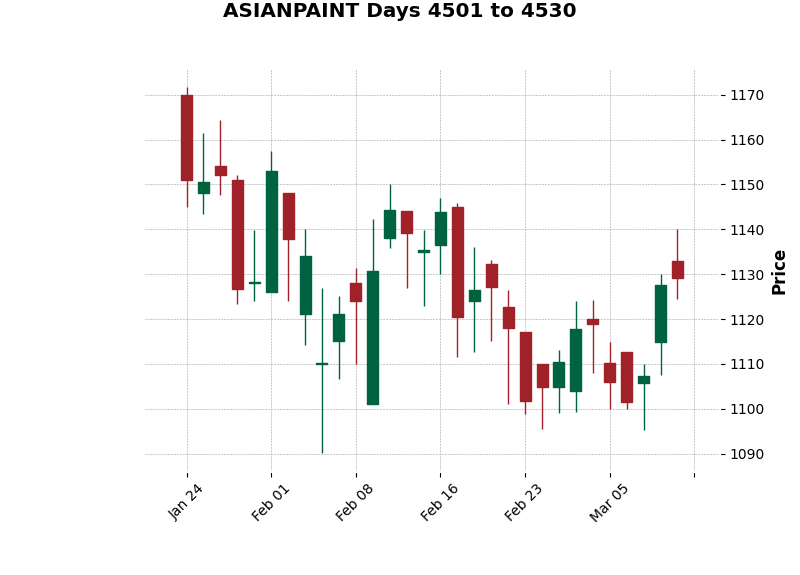 ASIANPAINT Days 4501 to 4530
1170
1160
1150
1140
1130
1120
1110
1100
1090
Price
Jan 24
Feb 01
Feb 08
Feb 16
Feb 23
Mar 05